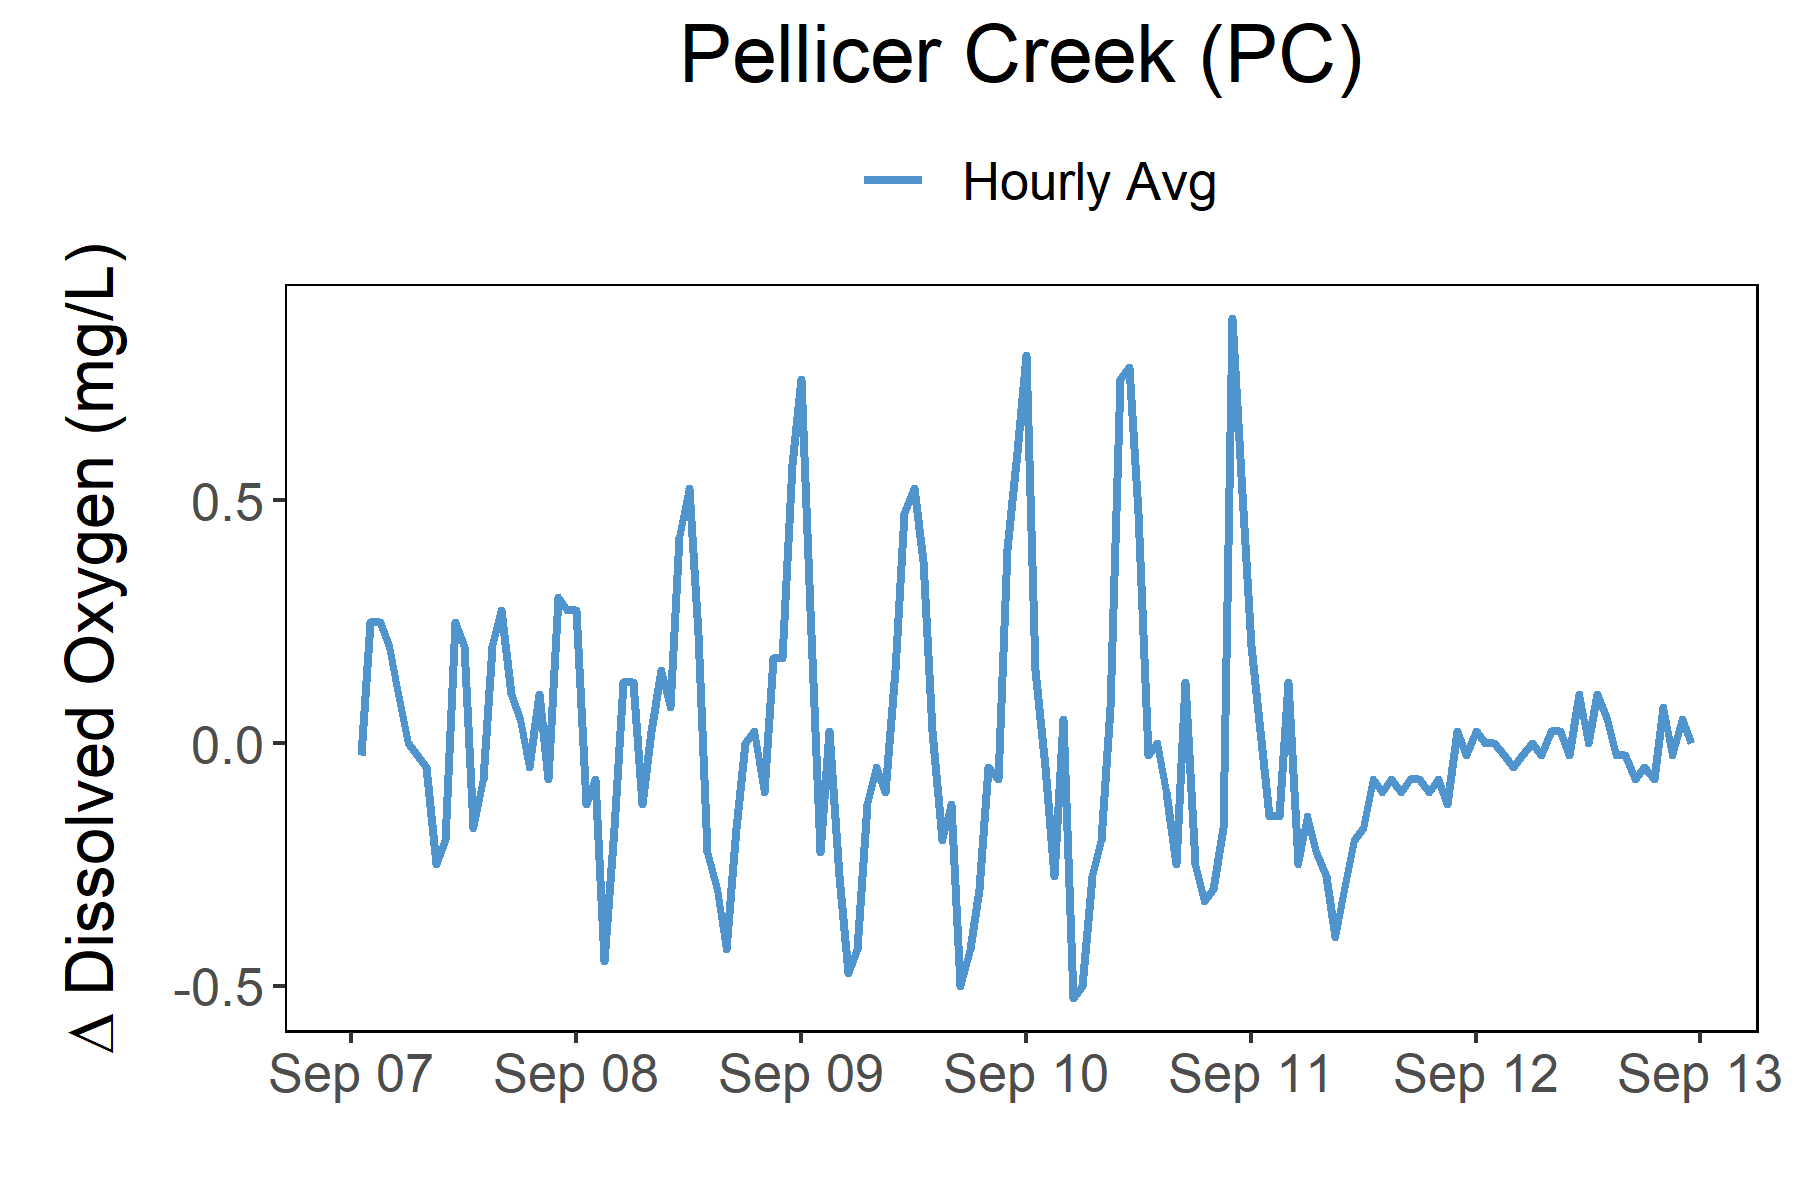 Pellicer Creek (PC)
Hourly Avg
Δ Dissolved Oxygen (mg/L)
0.5
0.0
-0.5
Sep 07 Sep 08 Sep 09 Sep 10 Sep 11 Sep 12 Sep 13